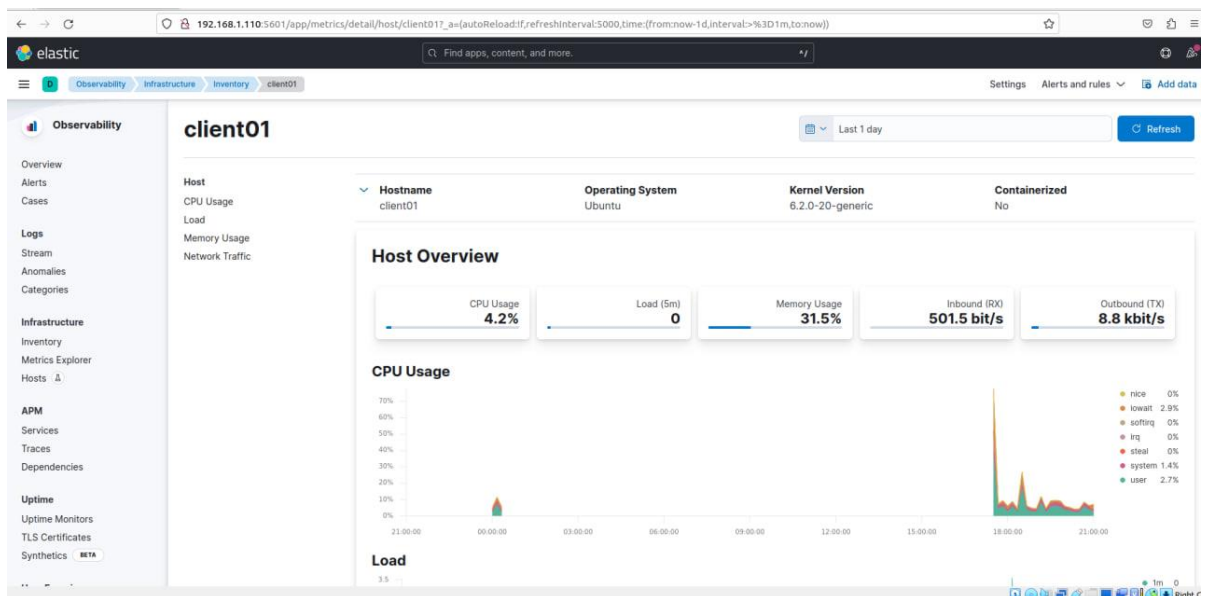 192.168.1.110:5601/app/metrics/detail/host/client01?_a=(autoReload:!f,refreshInterval:5000,time:(from:now-1d,interval:>%3D1m,to:now))
elastic
Find apps, content, and more.
^/
D
Observability
Infrastructure
Inventory
client01
Settings
Alerts and rules
Add data
Observability
Overview
Alerts
Cases
Logs
Stream
Anomalies
Categories
Infrastructure
Inventory
Metrics Explorer
Hosts
APM
Services
Traces
Dependencies
Uptime
Uptime Monitors
TLS Certificates
Synthetics BETA
client01
Last 1 day
Refresh
Host
CPU Usage
Load
Memory Usage
Network Traffic
Hostname
client01
Operating System
Ubuntu
Kernel Version
6.2.0-20-generic
Containerized
No
Host Overview
CPU Usage
4.2%
Load (5m)
0
Memory Usage
31.5%
Inbound (RX)
501.5 bit/s
Outbound (TX)
8.8 kbit/s
CPU Usage
70%
60%
50%
40%
30%
20%
10%
0%
21:00:00 00:00:00 03:00:00 06:00:00 09:00:00 12:00:00 15:00:00 18:00:00 21:00:00
nice 0%
iowait 2.9%
softirq 0%
irq 0%
steal 0%
system 1.4%
user 2.7%
Load
3.5
1m 0
Right C